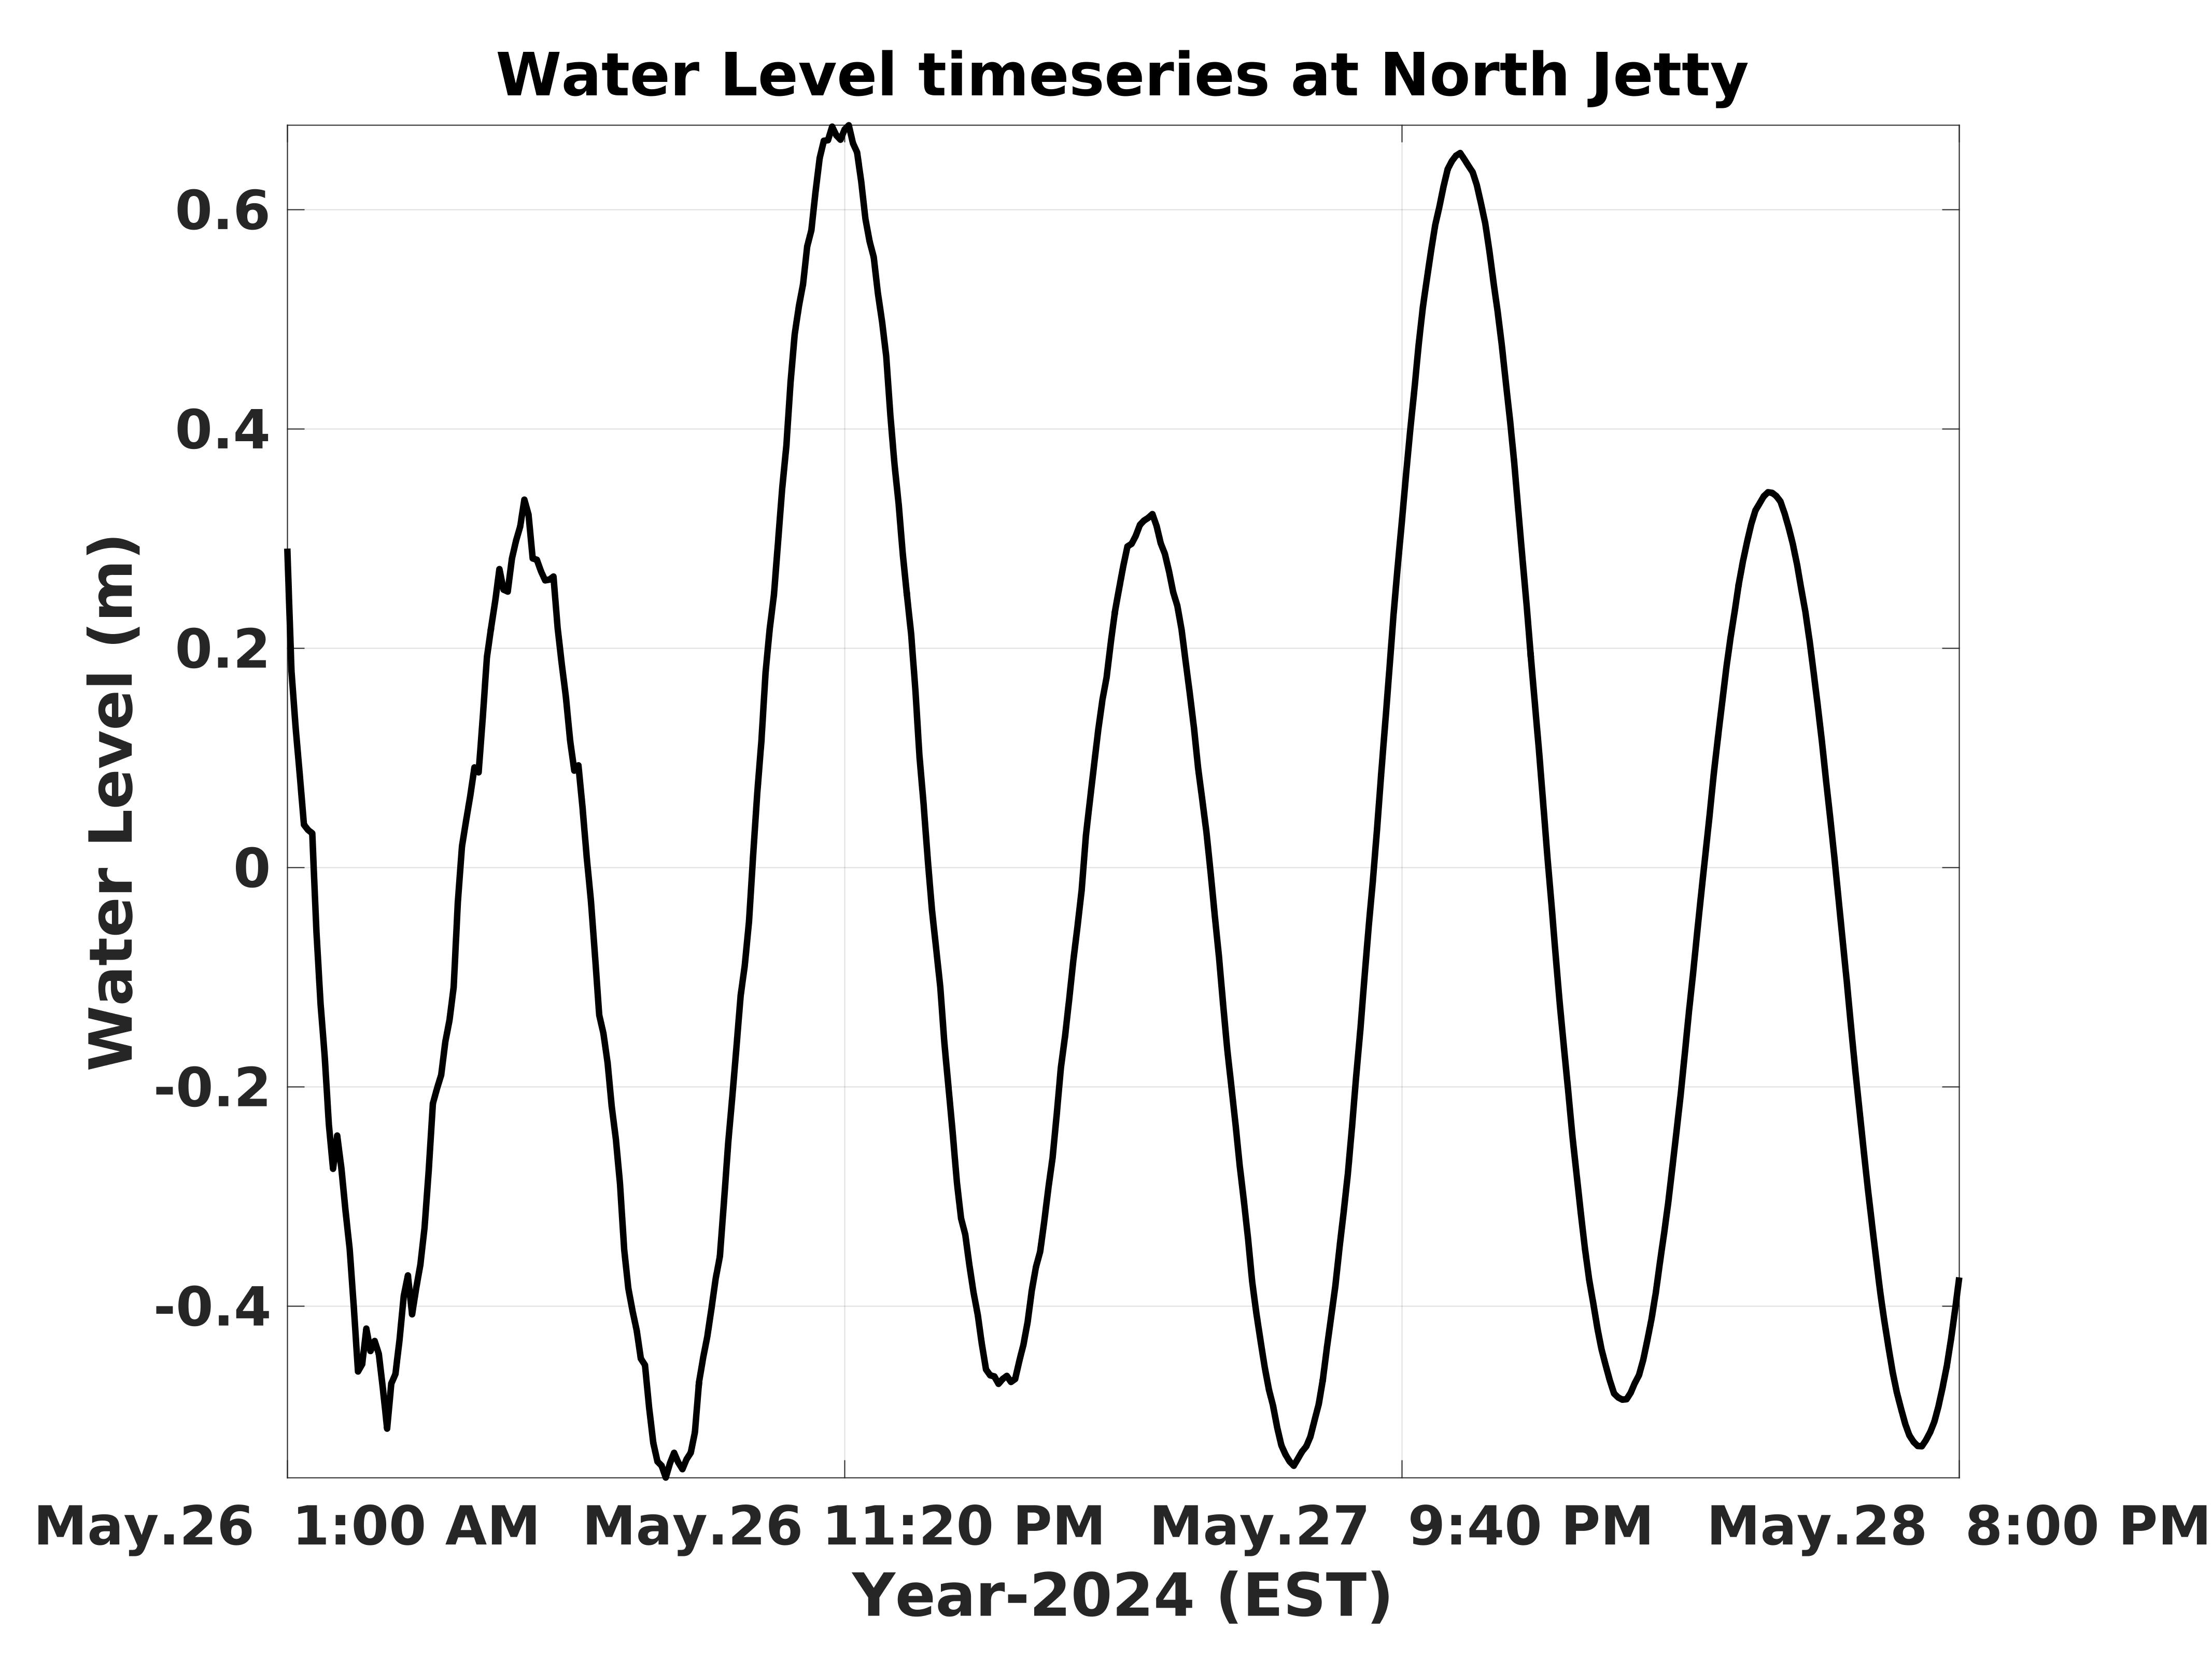 Water Level timeseries at North Jetty
Water Level (m)
0.6
0.4
0.2
0
-0.2
-0.4
May.26 1:00 AM May.26 11:20 PM May.27 9:40 PM May.28 8:00 PM
Year-2024 (EST)